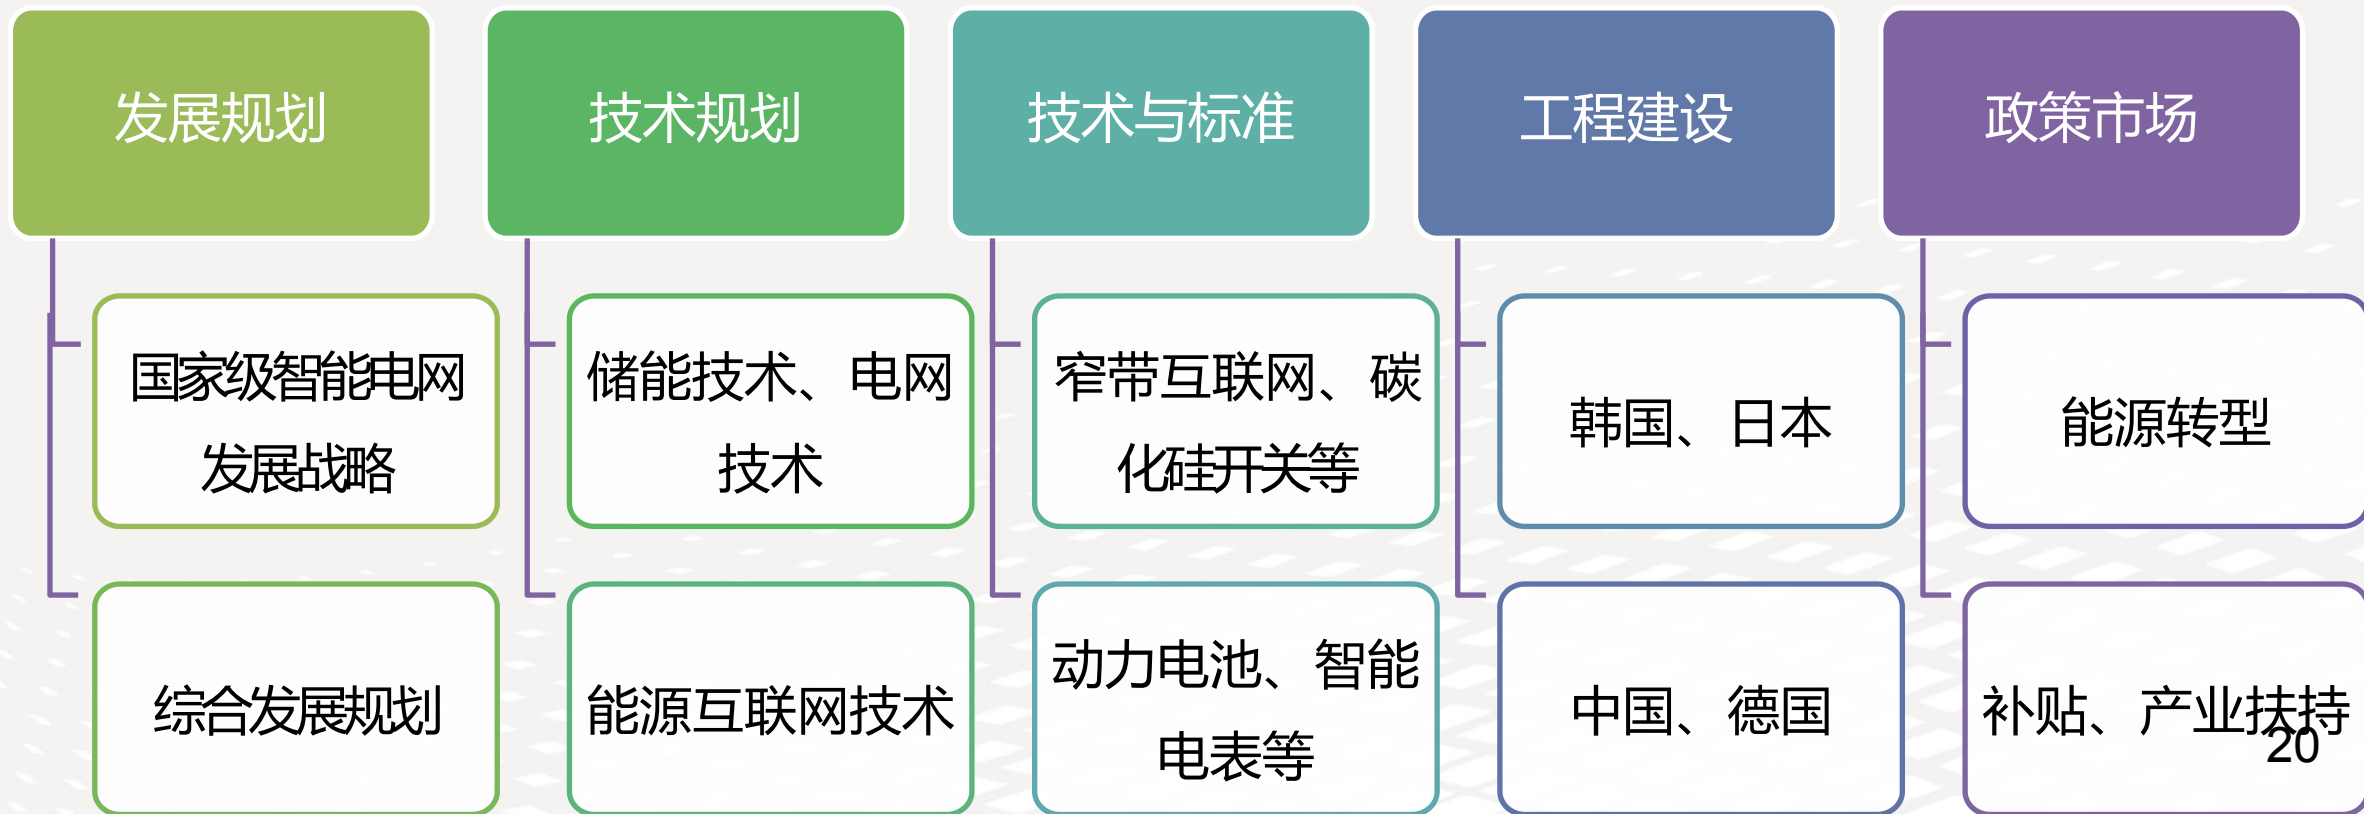 发展规划
技术规划
技术与标准
工程建设
政策市场
国家级智能电网
发展战略
储能技术、电网
技术
窄带互联网、碳
化硅开关等
韩国、日本
能源转型
综合发展规划
能源互联网技术
动力电池、智能
电表等
中国、德国
补贴、产业扶持
20